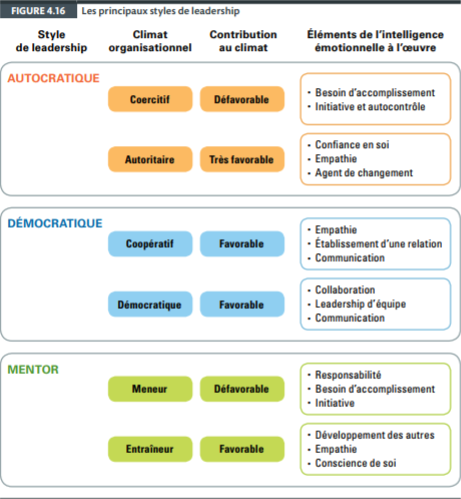 FIGURE 4.16 Les principaux styles de leadership
Style de leadership
Climat organisationnel
Contribution au climat
Éléments de l'intelligence émotionnelle à l'œuvre
AUTOCRATIQUE
Coercitif
Défavorable
• Besoin d'accomplissement
• Initiative et autocontrôle
Autoritaire
Très favorable
• Confiance en soi
• Empathie
• Agent de changement
DÉMOCRATIQUE
Coopératif
Favorable
• Empathie
• Établissement d'une relation
• Communication
Démocratique
Favorable
• Collaboration
• Leadership d'équipe
• Communication
MENTOR
Meneur
Défavorable
• Responsabilité
• Besoin d'accomplissement
• Initiative
Entraîneur
Favorable
• Développement des autres
• Empathie
• Conscience de soi